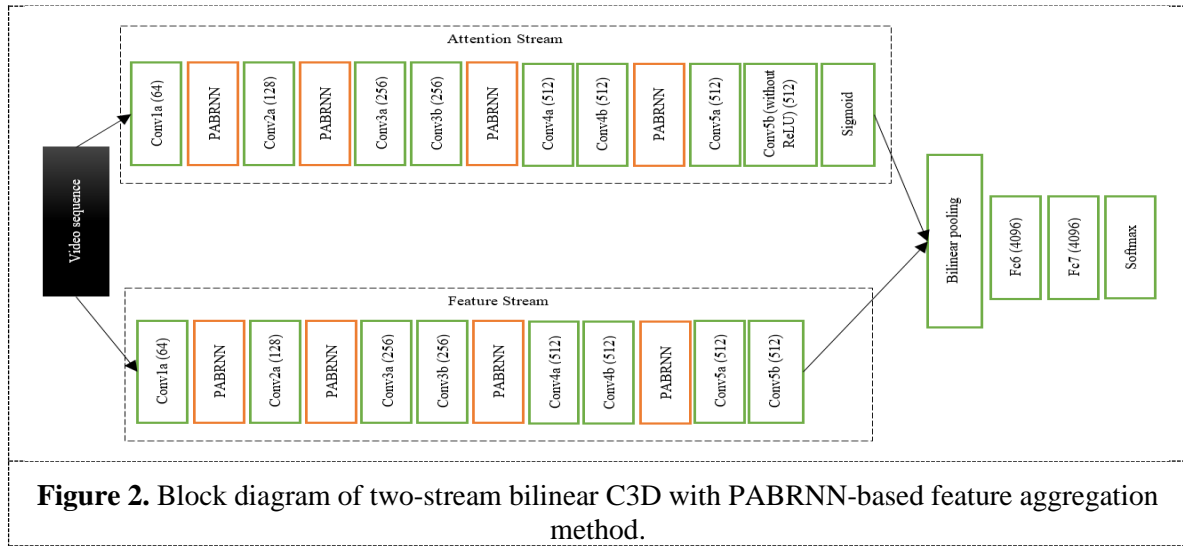 Attention Stream
Conv1a (64)
PABRNN
Conv2a (128)
PABRNN
Conv3a (256)
Conv3b (256)
PABRNN
Conv4a (512)
Conv4b (512)
PABRNN
Conv5a (512)
Conv5b (without
ReLU) (512)
Sigmoid
Video sequence
Feature Stream
Conv1a (64)
PABRNN
Conv2a (128)
PABRNN
Conv3a (256)
Conv3b (256)
PABRNN
Conv4a (512)
Conv4b (512)
PABRNN
Conv5a (512)
Conv5b (512)
Bilinear pooling
Fc6 (4096)
Fc7 (4096)
Softmax
Figure 2. Block diagram of two-stream bilinear C3D with PABRNN-based feature aggregation
method.